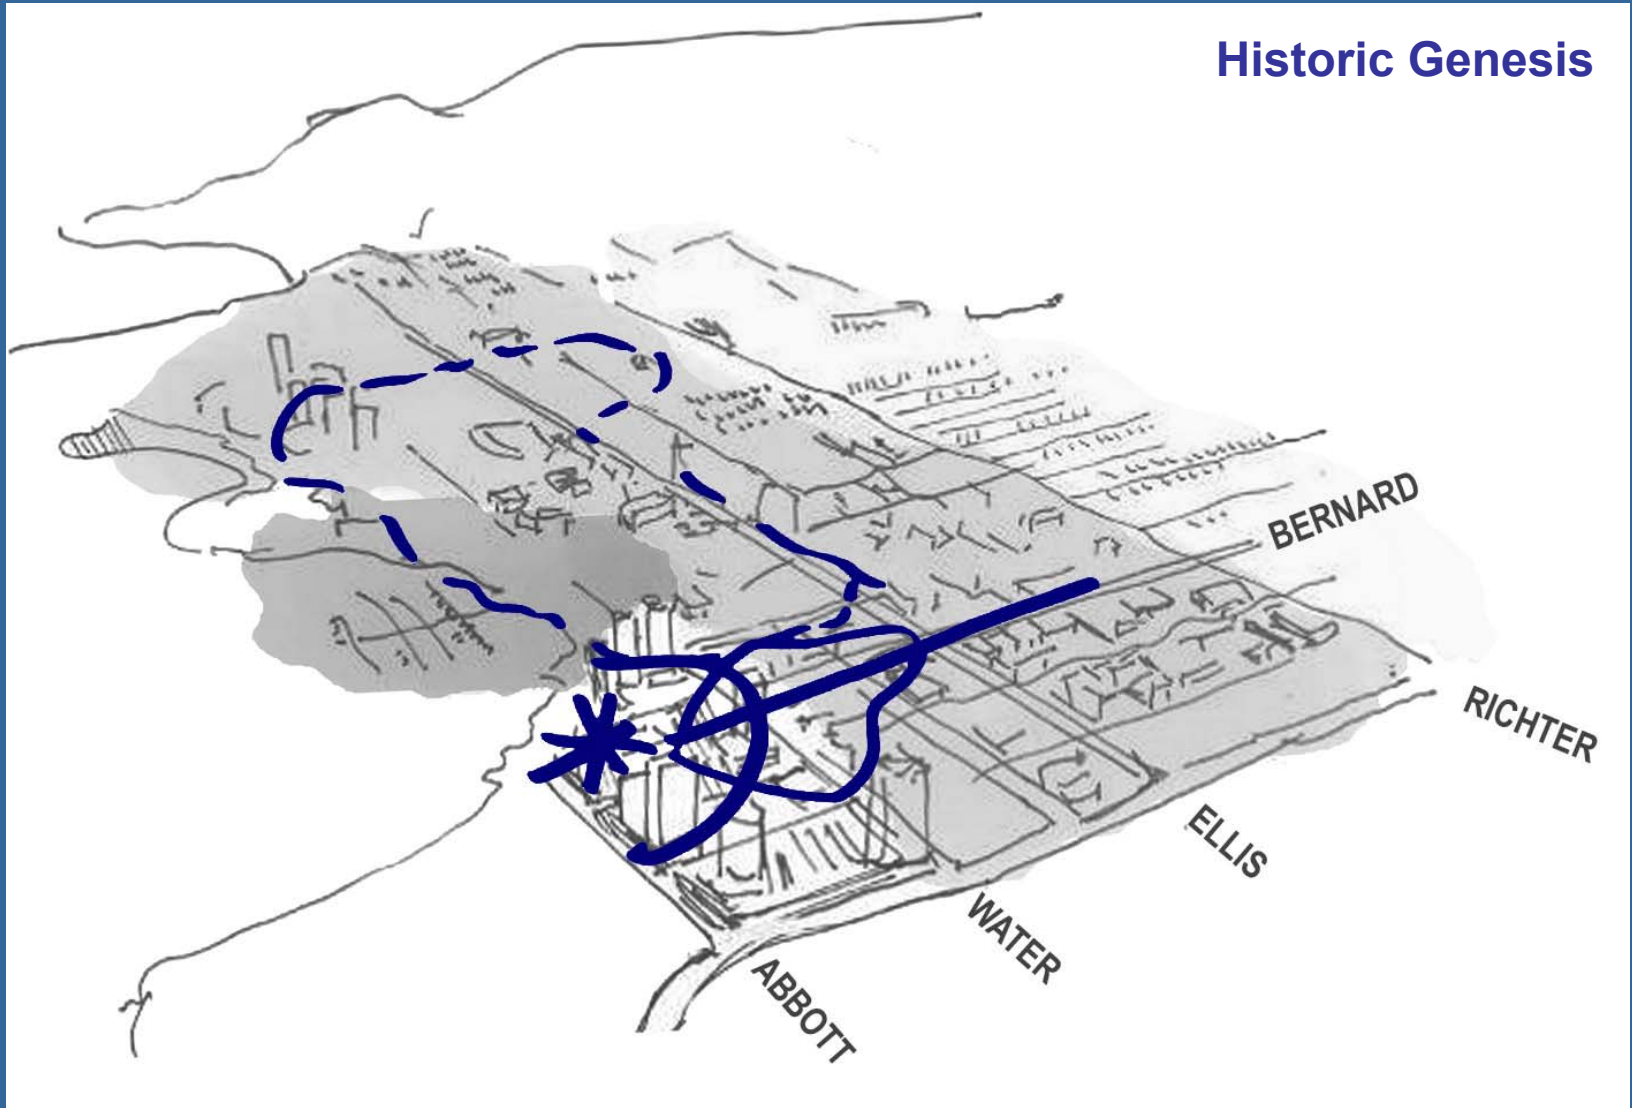 Historic Genesis
BERNARD
RICHTER
ELLIS
WATER
ABBOTT